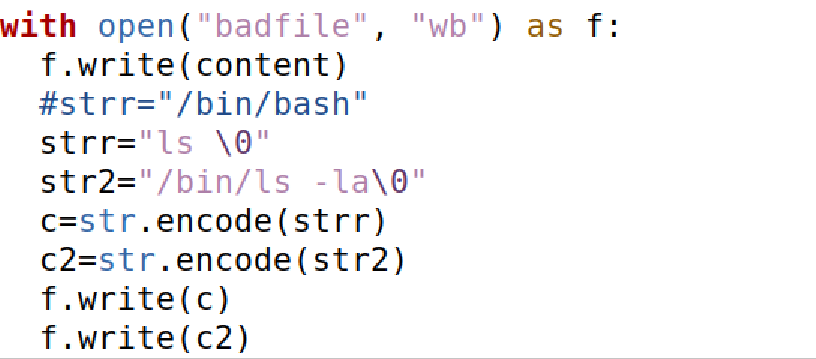 with open("badfile", "wb") as f:
  f.write(content)
  #strr="/bin/bash"
  strr="ls \0"
  str2="/bin/ls -la\0"
  c=str.encode(strr)
  c2=str.encode(str2)
  f.write(c)
  f.write(c2)